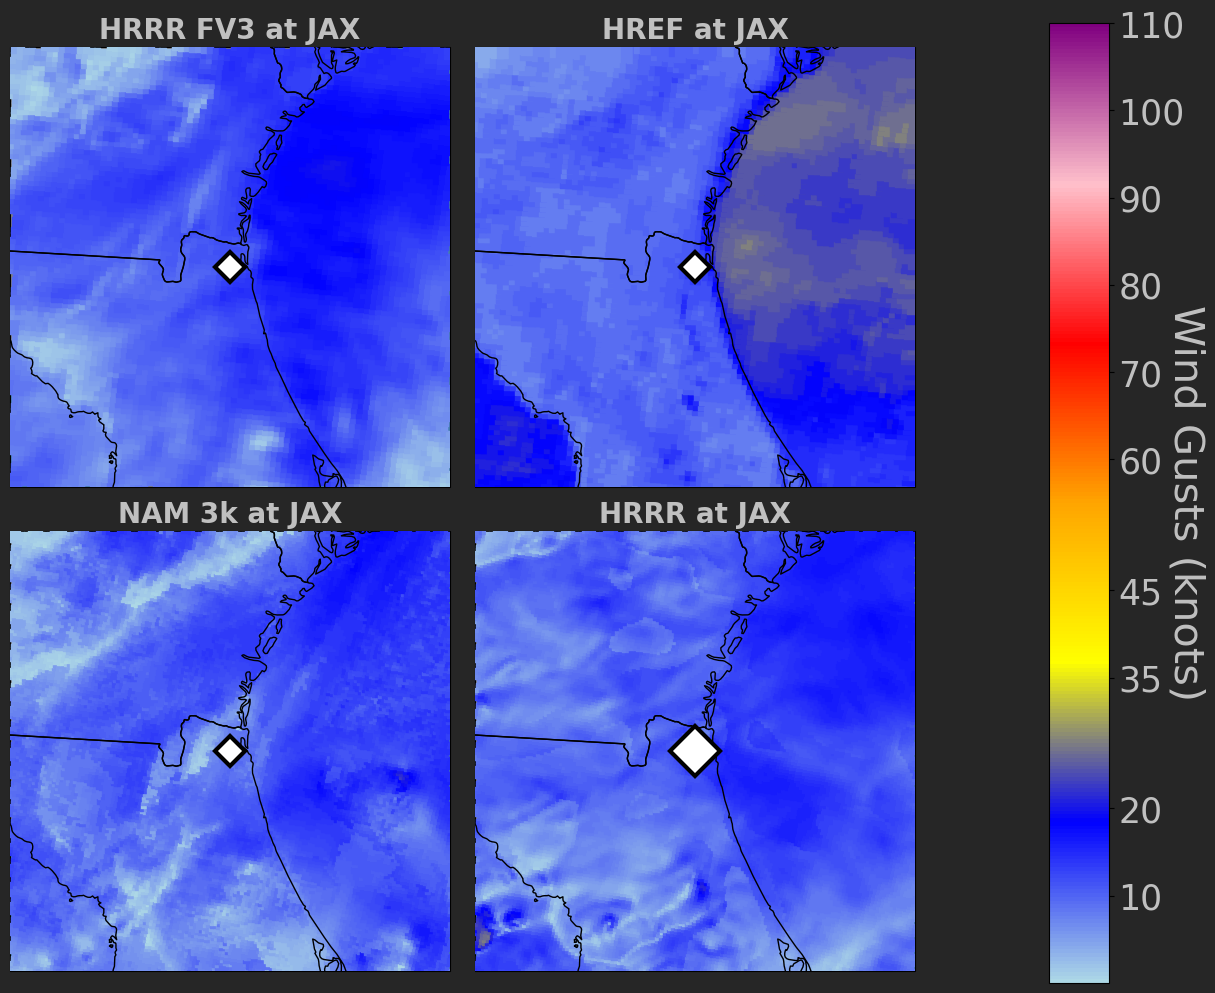 HRRR FV3 at JAX
HREF at JAX
NAM 3k at JAX
HRRR at JAX
110
100
90
80
70
60
45
35
20
10
Wind Gusts (knots)